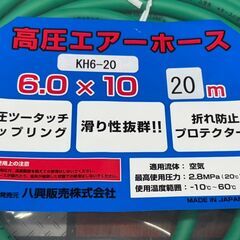 高圧エアーホース
KH6-20
6.0×10 20m
圧ツータッチ
ップリング
滑り性抜群!!
折れ防止
プロテクター
使用上の注意
適用流体：空気
最高使用圧力：2.8MPa(20℃)
使用温度範囲：-10℃~60℃
発売元 八興販売株式会社
MADE IN JAPAN